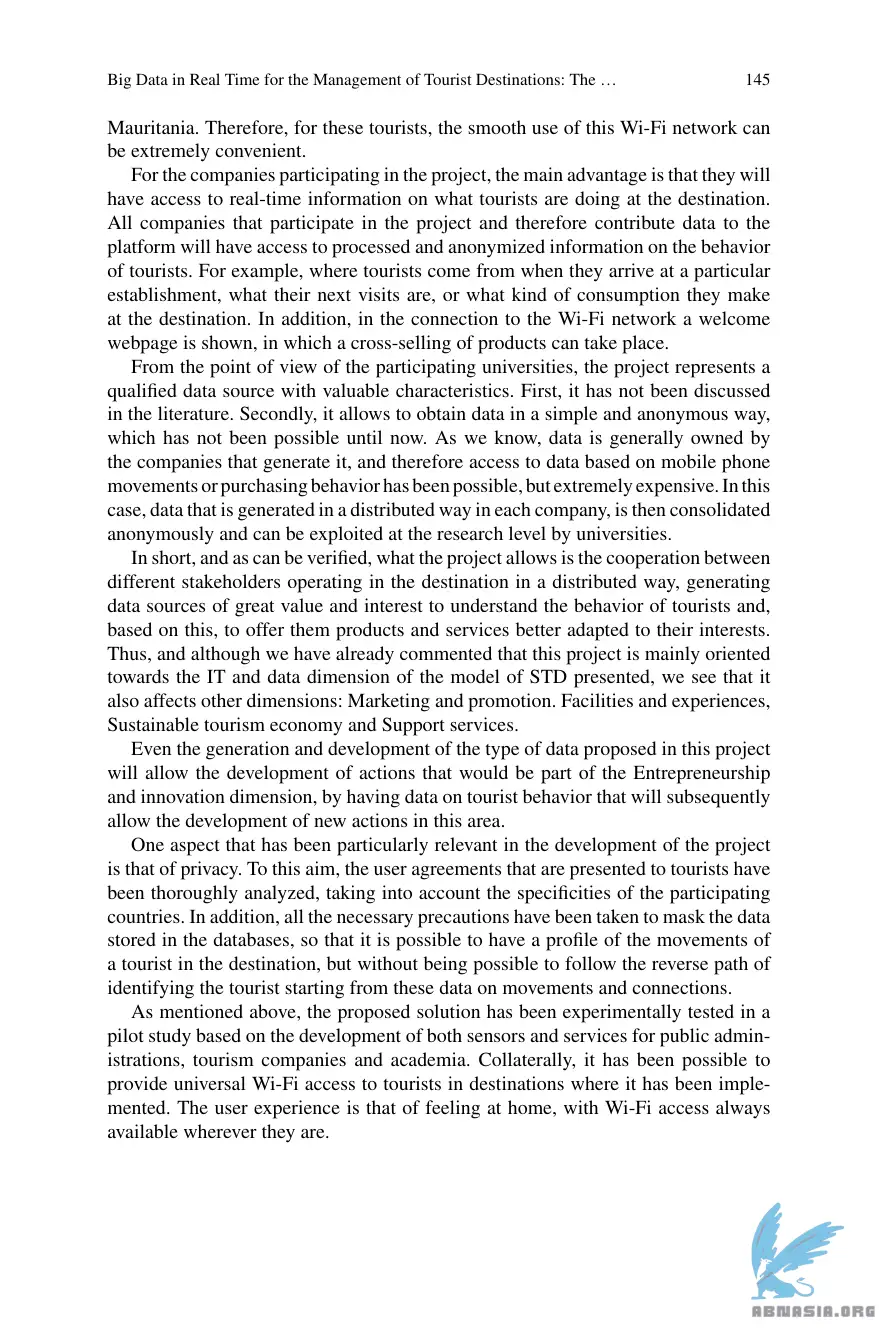 Big Data in Real Time for the Management of Tourist Destinations: The … 145
Mauritania. Therefore, for these tourists, the smooth use of this Wi-Fi network can
be extremely convenient.
For the companies participating in the project, the main advantage is that they will
have access to real-time information on what tourists are doing at the destination.
All companies that participate in the project and therefore contribute data to the
platform will have access to processed and anonymized information on the behavior
of tourists. For example, where tourists come from when they arrive at a particular
establishment, what their next visits are, or what kind of consumption they make
at the destination. In addition, in the connection to the Wi-Fi network a welcome
webpage is shown, in which a cross-selling of products can take place.
From the point of view of the participating universities, the project represents a
qualified data source with valuable characteristics. First, it has not been discussed
in the literature. Secondly, it allows to obtain data in a simple and anonymous way,
which has not been possible until now. As we know, data is generally owned by
the companies that generate it, and therefore access to data based on mobile phone
movements or purchasing behavior has been possible, but extremely expensive. In this
case, data that is generated in a distributed way in each company, is then consolidated
anonymously and can be exploited at the research level by universities.
In short, and as can be verified, what the project allows is the cooperation between
different stakeholders operating in the destination in a distributed way, generating
data sources of great value and interest to understand the behavior of tourists and,
based on this, to offer them products and services better adapted to their interests.
Thus, and although we have already commented that this project is mainly oriented
towards the IT and data dimension of the model of STD presented, we see that it
also affects other dimensions: Marketing and promotion. Facilities and experiences,
Sustainable tourism economy and Support services.
Even the generation and development of the type of data proposed in this project
will allow the development of actions that would be part of the Entrepreneurship
and innovation dimension, by having data on tourist behavior that will subsequently
allow the development of new actions in this area.
One aspect that has been particularly relevant in the development of the project
is that of privacy. To this aim, the user agreements that are presented to tourists have
been thoroughly analyzed, taking into account the specificities of the participating
countries. In addition, all the necessary precautions have been taken to mask the data
stored in the databases, so that it is possible to have a profile of the movements of
a tourist in the destination, but without being possible to follow the reverse path of
identifying the tourist starting from these data on movements and connections.
As mentioned above, the proposed solution has been experimentally tested in a
pilot study based on the development of both sensors and services for public admin-
istrations, tourism companies and academia. Collaterally, it has been possible to
provide universal Wi-Fi access to tourists in destinations where it has been imple-
mented. The user experience is that of feeling at home, with Wi-Fi access always
available wherever they are.
ABNASIA.ORG